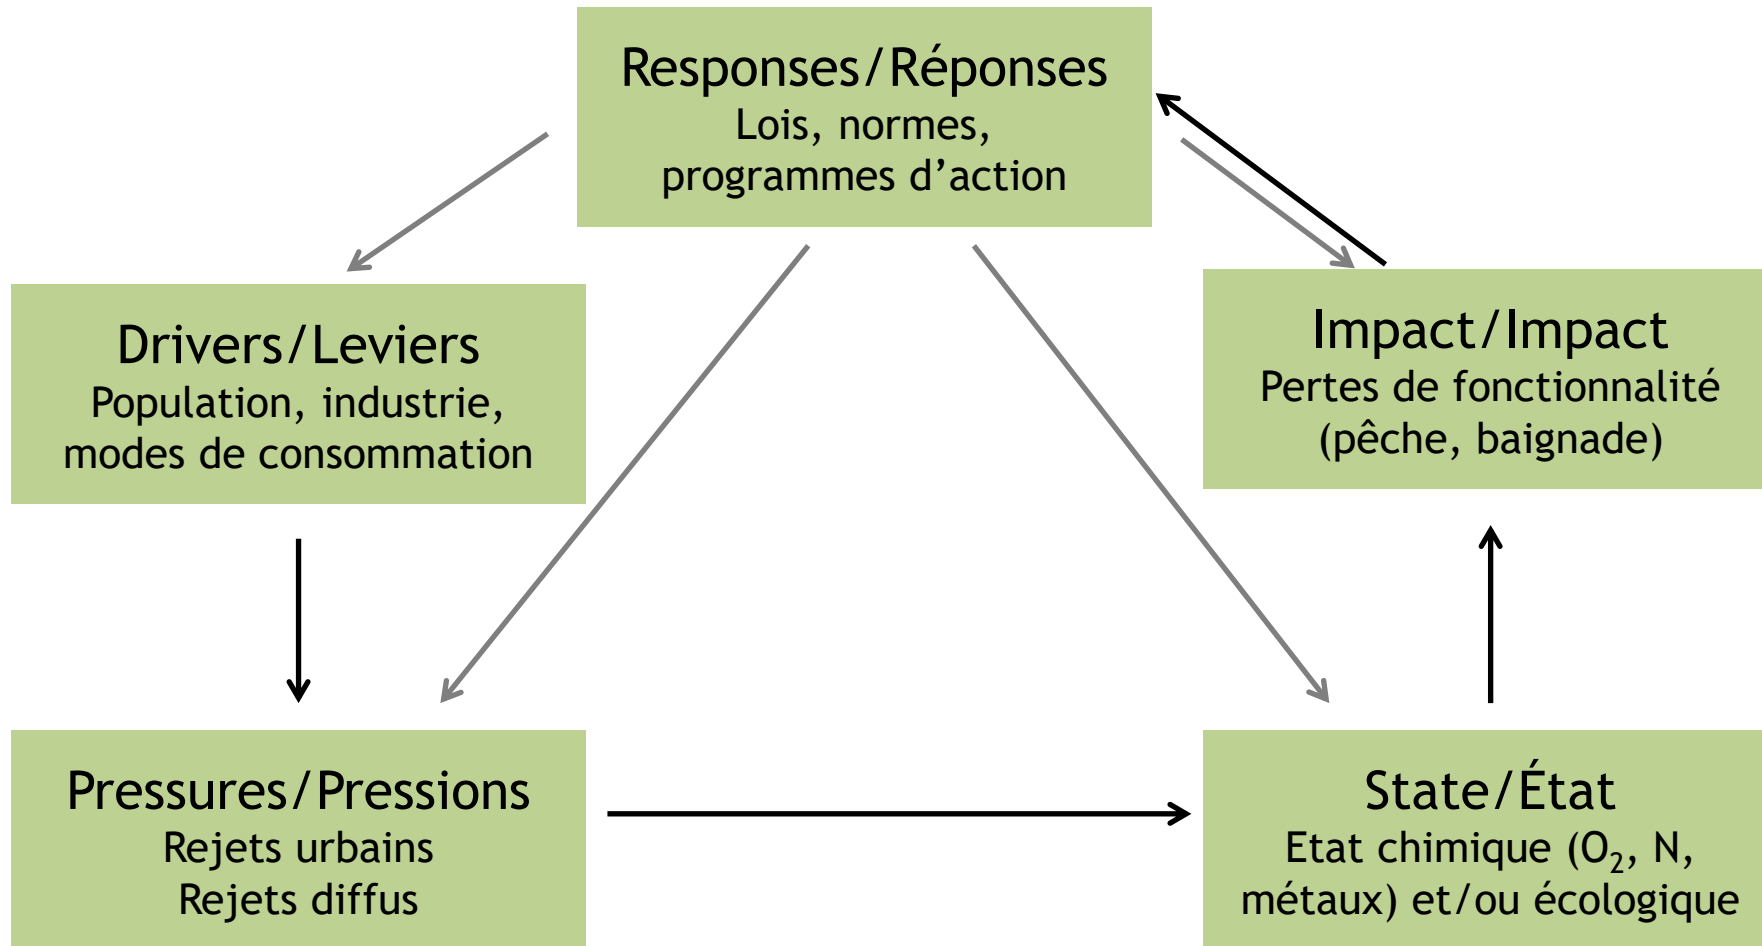 Responses/Réponses
Lois, normes,
programmes d’action
Drivers/Leviers
Population, industrie,
modes de consommation
Impact/Impact
Pertes de fonctionnalité
(pêche, baignade)
Pressures/Pressions
Rejets urbains
Rejets diffus
State/État
Etat chimique (O₂, N,
métaux) et/ou écologique